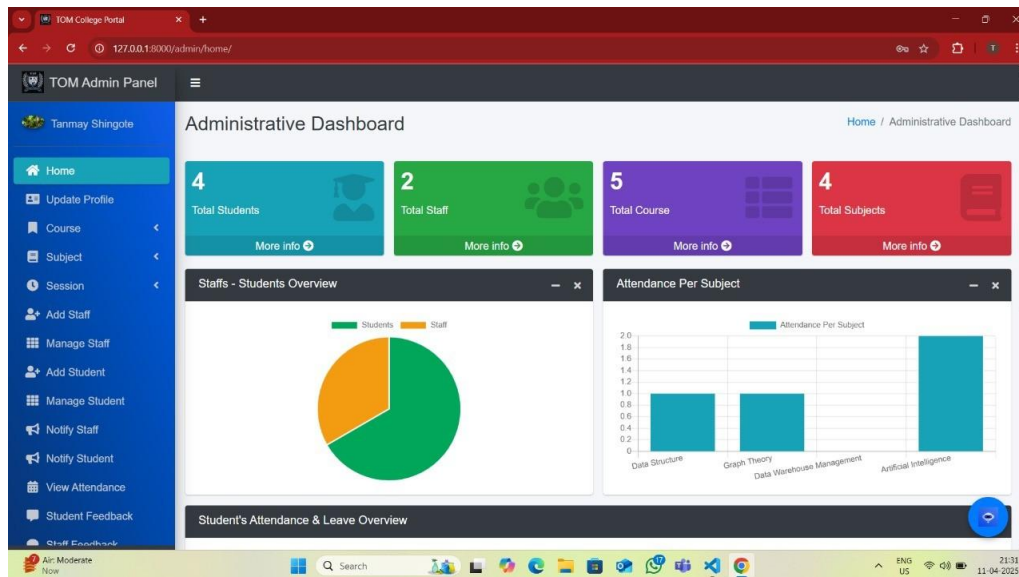 TOM College Portal
127.0.0.1:8000/admin/home/
T
TOM Admin Panel
Tanmay Shingote
Home
Update Profile
Course
Subject
Session
Add Staff
Manage Staff
Add Student
Manage Student
Notify Staff
Notify Student
View Attendance
Student Feedback
Staff Feedback
Administrative Dashboard
Home / Administrative Dashboard
4
Total Students
More info
2
Total Staff
More info
5
Total Course
More info
4
Total Subjects
More info
Staffs - Students Overview
Students Staff
Attendance Per Subject
Attendance Per Subject
2.0
1.8
1.6
1.4
1.2
1.0
0.8
0.6
0.4
0.2
0
Data Structure
Graph Theory
Data Warehouse Management
Artificial Intelligence
Student's Attendance & Leave Overview
Air: Moderate
Now
Search
ENG
US
21:31
11-04-2025